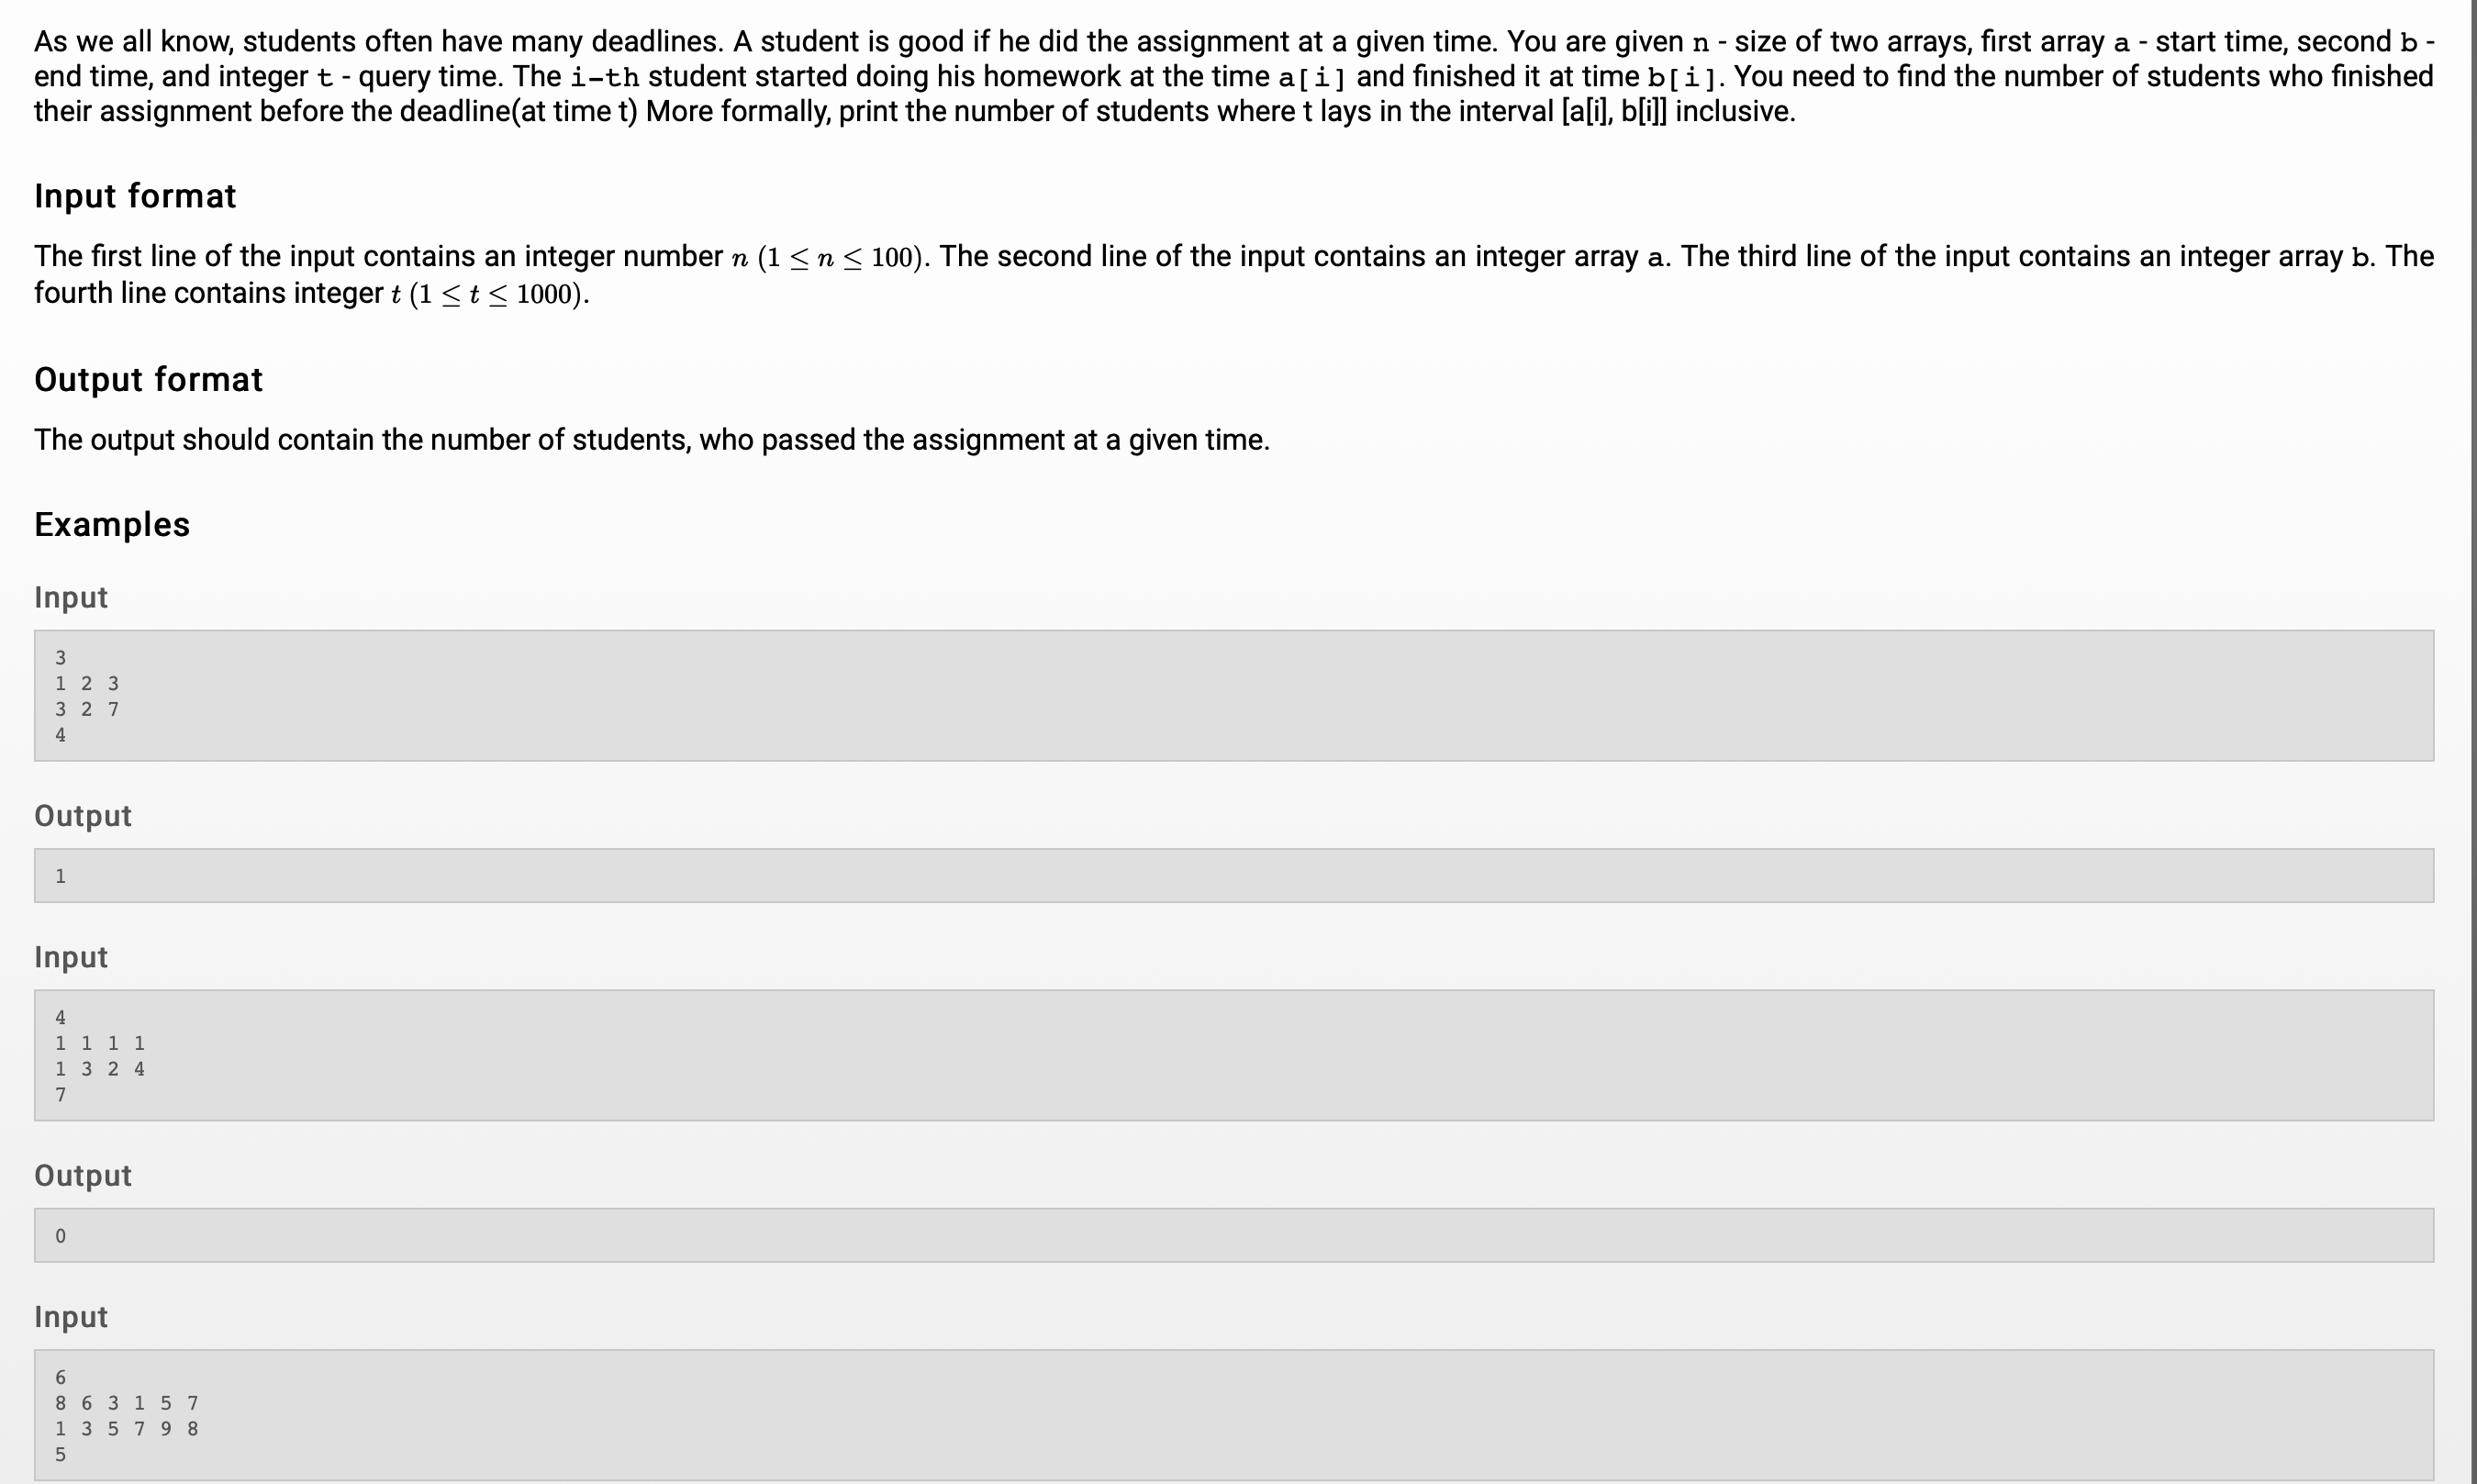 As we all know, students often have many deadlines. A student is good if he did the assignment at a given time. You are given n - size of two arrays, first array a - start time, second b -
end time, and integer t - query time. The i-th student started doing his homework at the time a[i] and finished it at time b[i]. You need to find the number of students who finished
their assignment before the deadline(at time t) More formally, print the number of students where t lays in the interval [a[i], b[i]] inclusive.
Input format
The first line of the input contains an integer number n (1 ≤ n ≤ 100). The second line of the input contains an integer array a. The third line of the input contains an integer array b. The
fourth line contains integer t (1 ≤ t ≤ 1000).
Output format
The output should contain the number of students, who passed the assignment at a given time.
Examples
Input
3
1 2 3
3 2 7
4
Output
1
Input
4
1 1 1 1
1 3 2 4
7
Output
0
Input
6
8 6 3 1 5 7
1 3 5 7 9 8
5